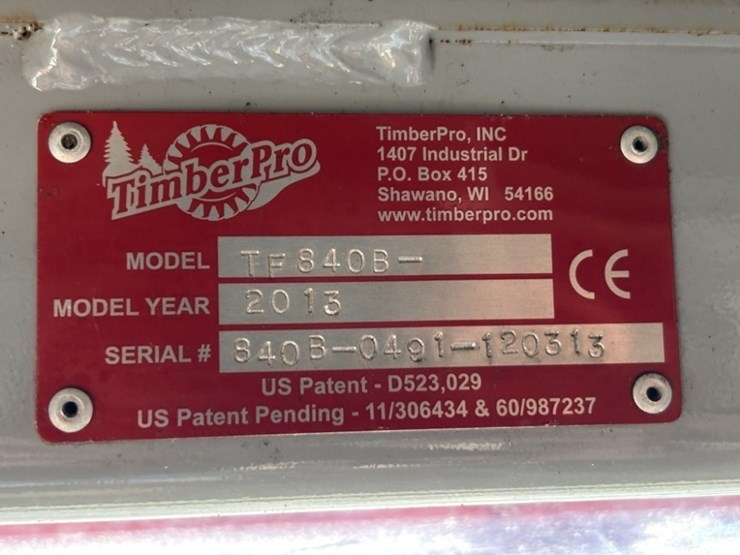 TimberPro
TimberPro, INC
1407 Industrial Dr
P.O. Box 415
Shawano, WI 54166
www.timberpro.com
MODEL TF840B-
CE
MODEL YEAR 2013
SERIAL # 840B-0491-120313
US Patent - D523,029
US Patent Pending - 11/306434 & 60/987237